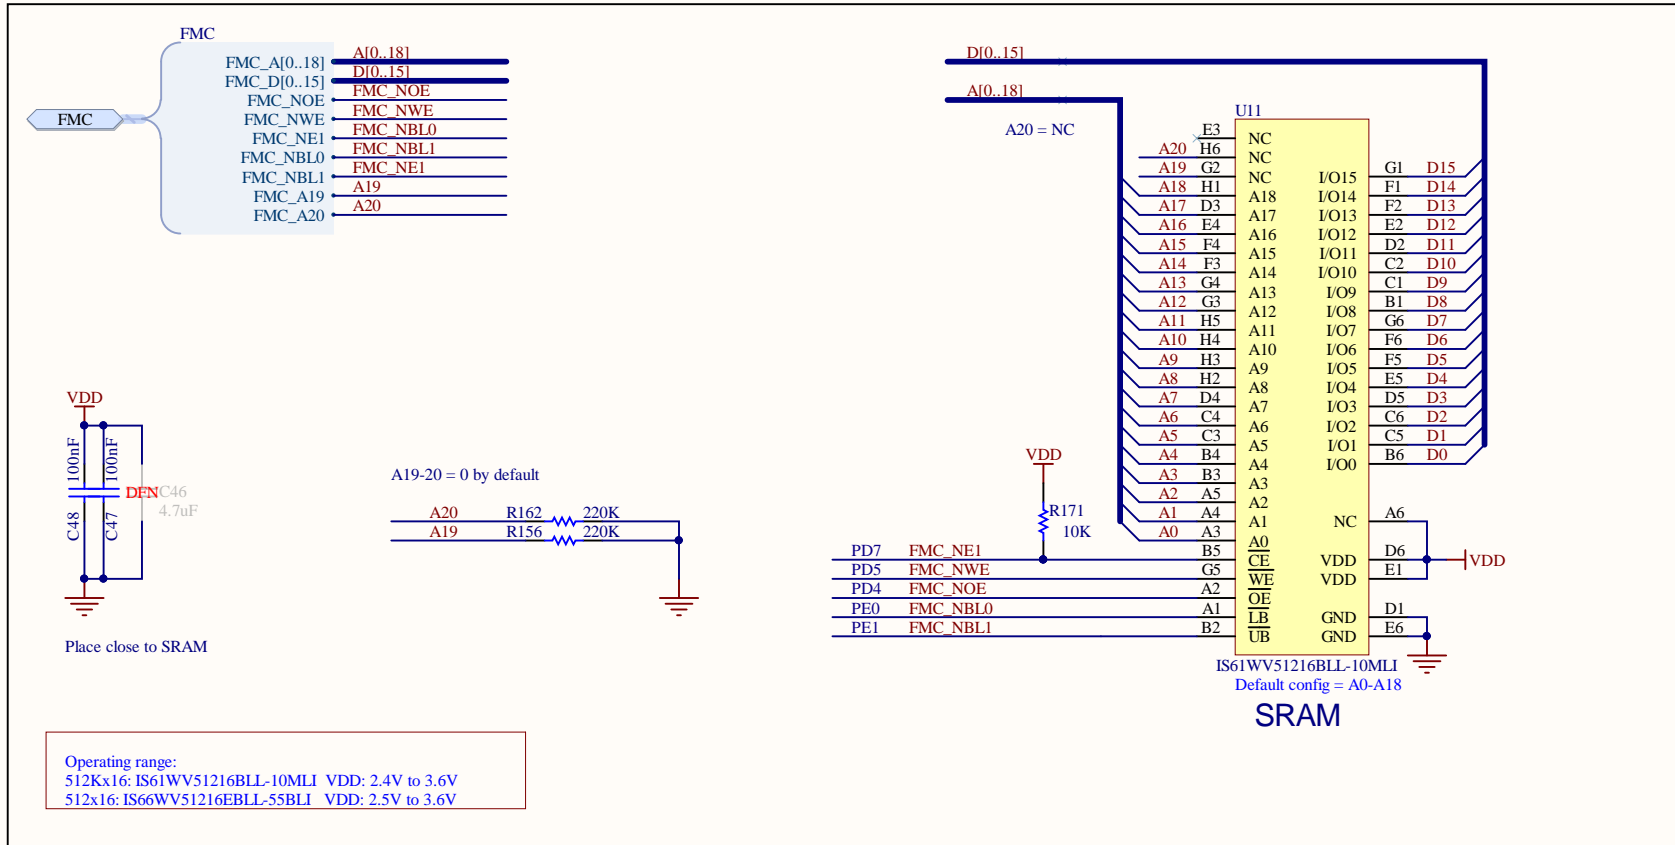 FMC
FMC
FMC_A[0..18] A[0..18]
FMC_D[0..15] D[0..15]
FMC_NOE FMC_NOE
FMC_NWE FMC_NWE
FMC_NE1 FMC_NBL0
FMC_NBL0 FMC_NBL1
FMC_NBL1 FMC_NE1
FMC_A19 A19
FMC_A20 A20
D[0..15]
A[0..18]
A20 = NC
U11
E3 NC
A20 H6 NC
A19 G2 NC I/O15 G1 D15
A18 H1 A18 I/O14 F1 D14
A17 D3 A17 I/O13 F2 D13
A16 E4 A16 I/O12 E2 D12
A15 F4 A15 I/O11 D2 D11
A14 F3 A14 I/O10 C2 D10
A13 G4 A13 I/O9 C1 D9
A12 G3 A12 I/O8 B1 D8
A11 H5 A11 I/O7 G6 D7
A10 H4 A10 I/O6 F6 D6
A9 H3 A9 I/O5 F5 D5
A8 H2 A8 I/O4 E5 D4
A7 D4 A7 I/O3 D5 D3
A6 C4 A6 I/O2 C6 D2
A5 C3 A5 I/O1 C5 D1
A4 B4 A4 I/O0 B6 D0
A3 B3 A3
A2 A5 A2
A1 A4 A1 NC A6
A0 A3 A0
PD7 FMC_NE1 B5 CE VDD D6 VDD
PD5 FMC_NWE G5 WE VDD E1
PD4 FMC_NOE A2 OE
PE0 FMC_NBL0 A1 LB GND D1
PE1 FMC_NBL1 B2 UB GND E6
VDD
R171
10K
IS61WV51216BLL-10MLI
Default config = A0-A18
SRAM
VDD
100nF
100nF
C48
C47
DFN
C46
4.7uF
Place close to SRAM
A19-20 = 0 by default
A20 R162 220K
A19 R156 220K
Operating range:
512Kx16: IS61WV51216BLL-10MLI VDD: 2.4V to 3.6V
512x16: IS66WV51216EBLL-55BLI VDD: 2.5V to 3.6V